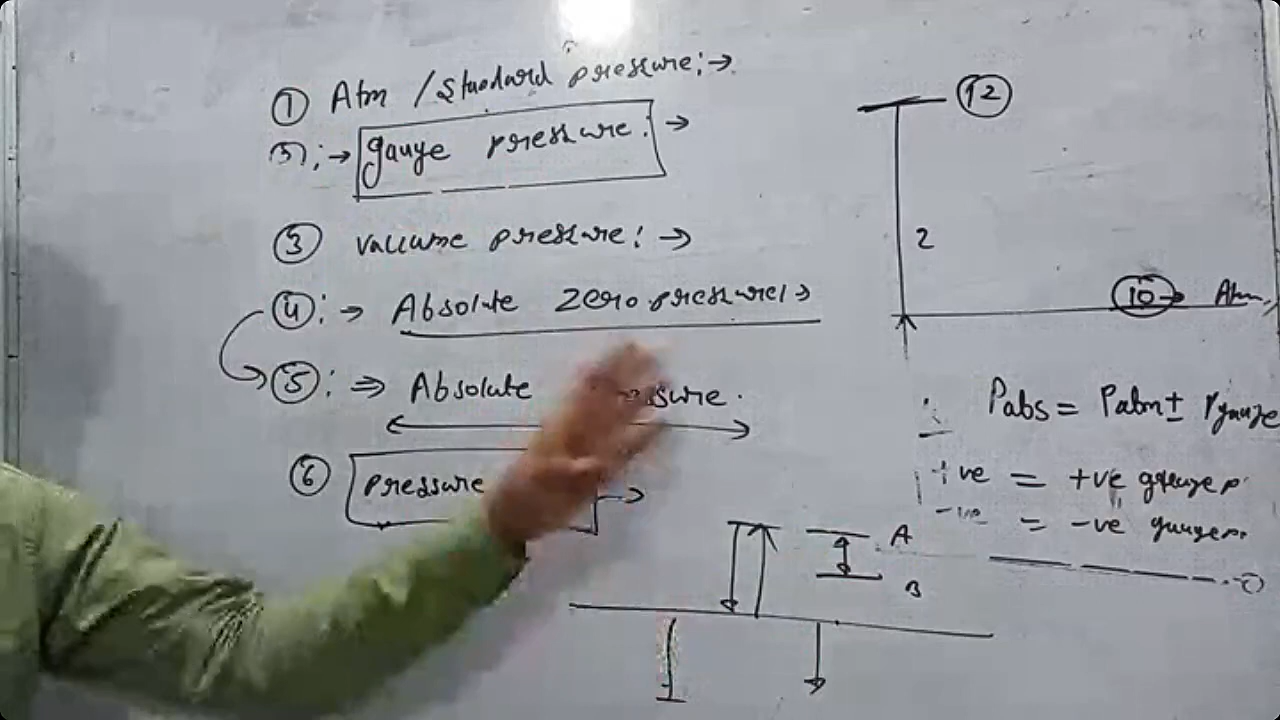 ① Atm / Standard pressure:→
:→ gauge pressure. →
③ Vaccume pressure: →
④ :→ Absolute Zero pressure:→
⑤ :⇒ Absolute
⑥ pressure →
12
2
10 → Atm.
∴ Pabs = Patm ± Pgauge
+ve = +ve gauge p.
-ve = -ve gauge p.
A
B